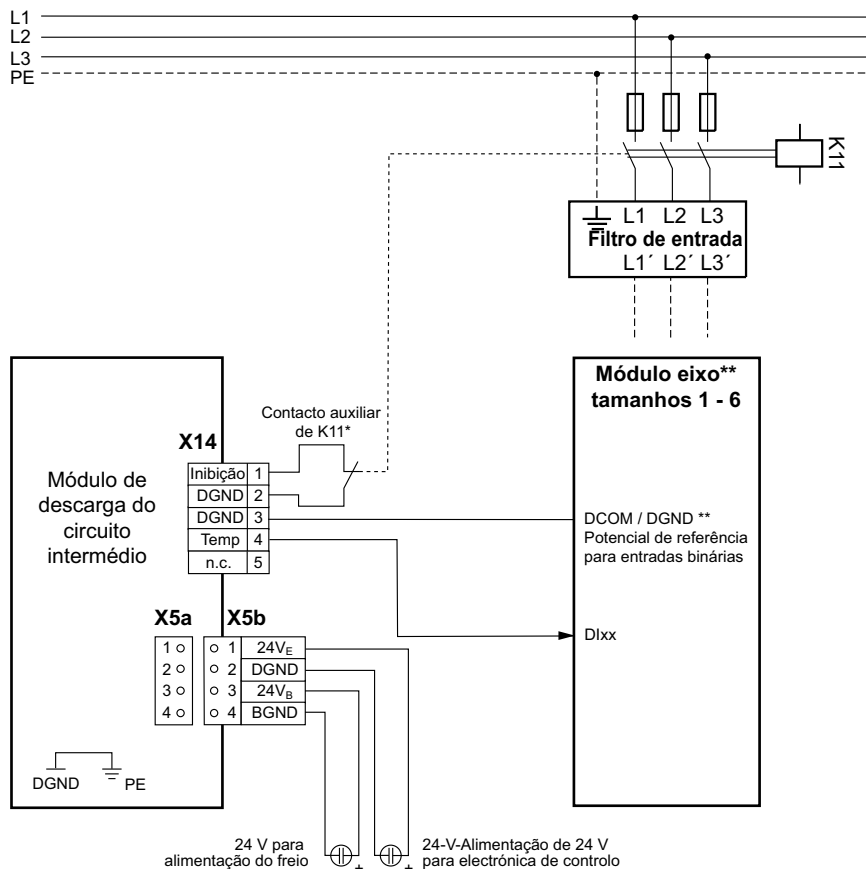 L1
L2
L3
PE
K11
L1 L2 L3
Filtro de entrada
L1´ L2´ L3´
Módulo eixo**
tamanhos 1 - 6
Contacto auxiliar
de K11*
X14
Módulo de
descarga do
circuito
intermédio
Inibição 1
DGND 2
DGND 3
Temp 4
n.c. 5
DCOM / DGND **
Potencial de referência
para entradas binárias
DIxx
X5a X5b
1 1 24VE
2 2 DGND
3 3 24VB
4 4 BGND
DGND PE
24 V para
alimentação do freio
+
24-V-Alimentação de 24 V
para electrónica de controlo
+